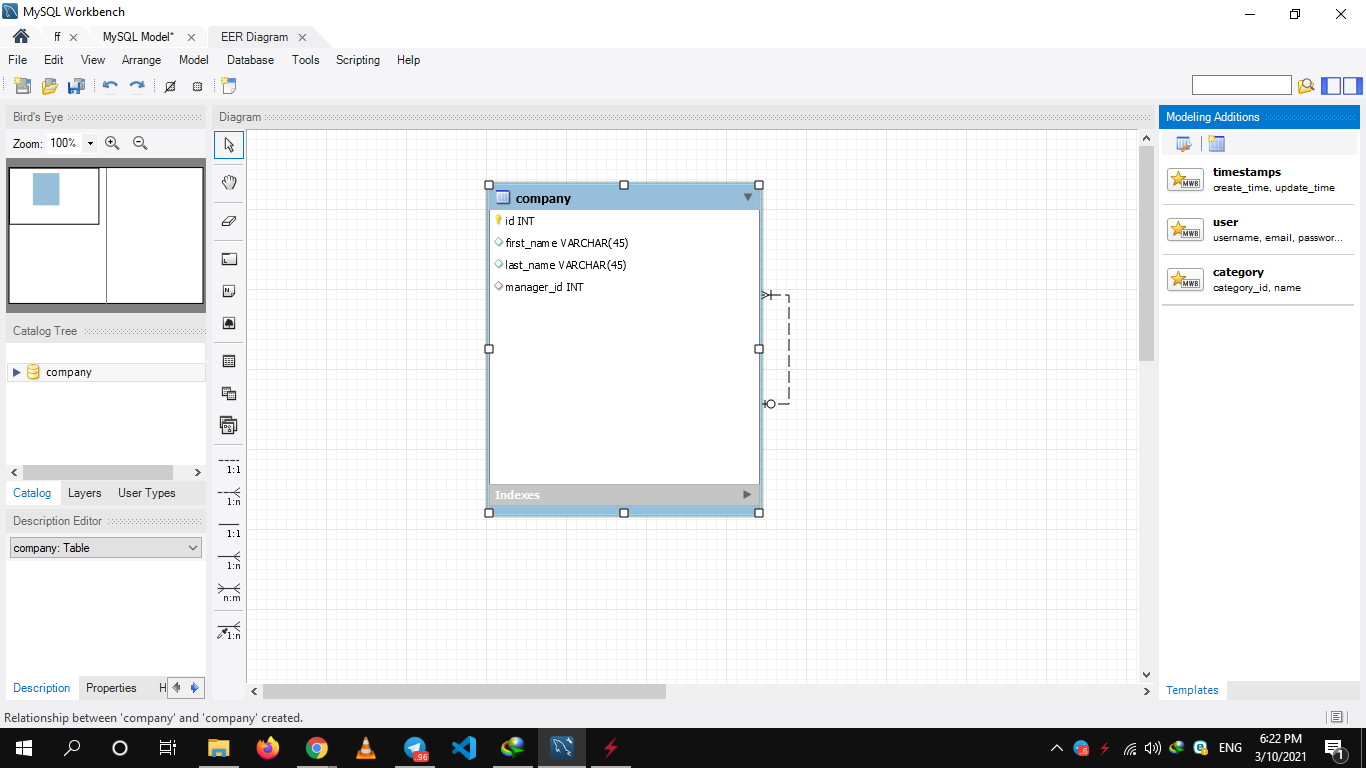 MySQL Workbench
ff
MySQL Model*
EER Diagram
File Edit View Arrange Model Database Tools Scripting Help
Bird's Eye
Zoom: 100%
Catalog Tree
company
Catalog Layers User Types
Description Editor
company: Table
Description Properties H
Diagram
1:1
1:n
1:1
1:n
n:m
1:n
company
id INT
first_name VARCHAR(45)
last_name VARCHAR(45)
manager_id INT
Indexes
Modeling Additions
MWB
timestamps
create_time, update_time
MWB
user
username, email, passwor...
MWB
category
category_id, name
Templates
Relationship between 'company' and 'company' created.
96
ENG
6:22 PM
3/10/2021
1